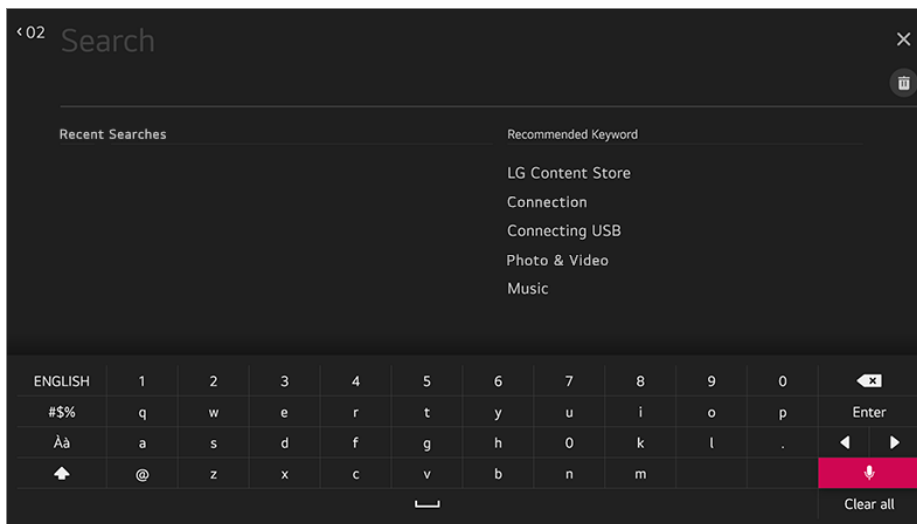 02 Search
Recent Searches
Recommended Keyword
LG Content Store
Connection
Connecting USB
Photo & Video
Music
ENGLISH 1 2 3 4 5 6 7 8 9 0
#$% q w e r t y u i o p Enter
Àà a s d f g h 0 k l .
@ z x c v b n m
Clear all